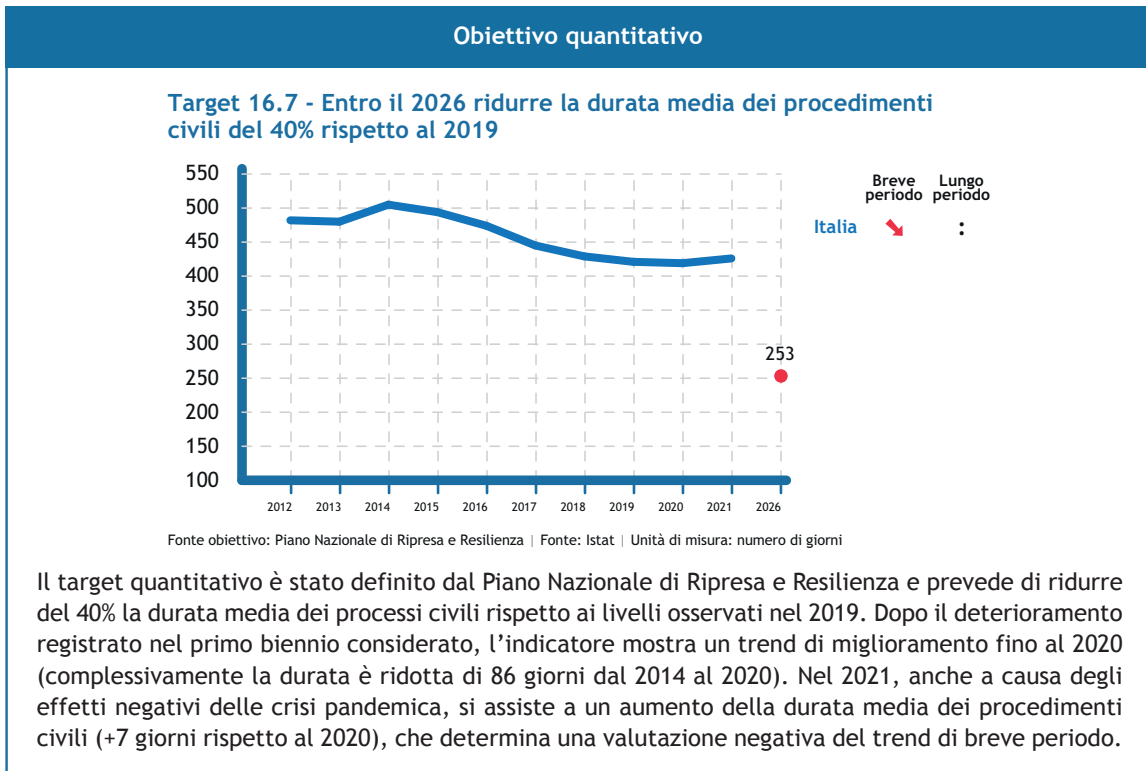 Obiettivo quantitativo
Target 16.7 - Entro il 2026 ridurre la durata media dei procedimenti
civili del 40% rispetto al 2019
550
500
450
400
350
300
250
200
150
100
253
2012 2013 2014 2015 2016 2017 2018 2019 2020 2021 2026
Breve
periodo
Lungo
periodo
Italia :
Fonte obiettivo: Piano Nazionale di Ripresa e Resilienza | Fonte: Istat | Unità di misura: numero di giorni
Il target quantitativo è stato definito dal Piano Nazionale di Ripresa e Resilienza e prevede di ridurre
del 40% la durata media dei processi civili rispetto ai livelli osservati nel 2019. Dopo il deterioramento
registrato nel primo biennio considerato, l’indicatore mostra un trend di miglioramento fino al 2020
(complessivamente la durata è ridotta di 86 giorni dal 2014 al 2020). Nel 2021, anche a causa degli
effetti negativi delle crisi pandemica, si assiste a un aumento della durata media dei procedimenti
civili (+7 giorni rispetto al 2020), che determina una valutazione negativa del trend di breve periodo.